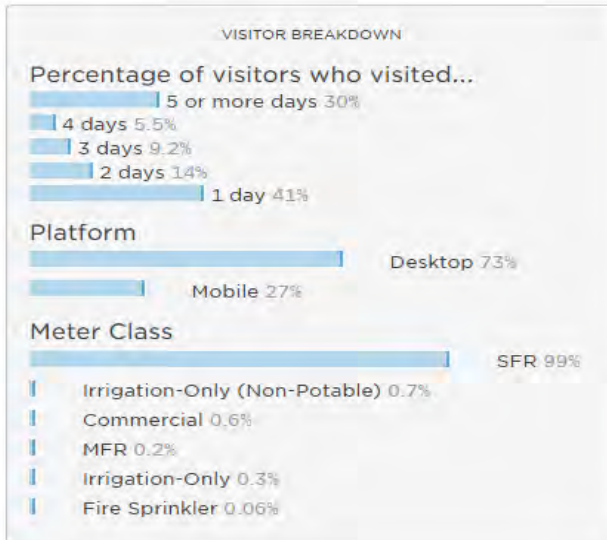 VISITOR BREAKDOWN
Percentage of visitors who visited...
5 or more days 30%
4 days 5.5%
3 days 9.2%
2 days 14%
1 day 41%
Platform
Desktop 73%
Mobile 27%
Meter Class
SFR 99%
Irrigation-Only (Non-Potable) 0.7%
Commercial 0.6%
MFR 0.2%
Irrigation-Only 0.3%
Fire Sprinkler 0.06%